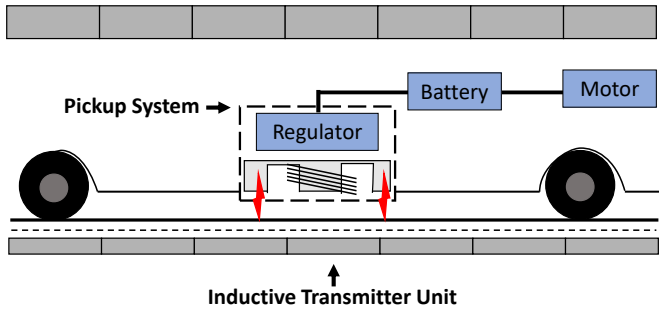 Battery
Motor
Pickup System
Regulator
Inductive Transmitter Unit